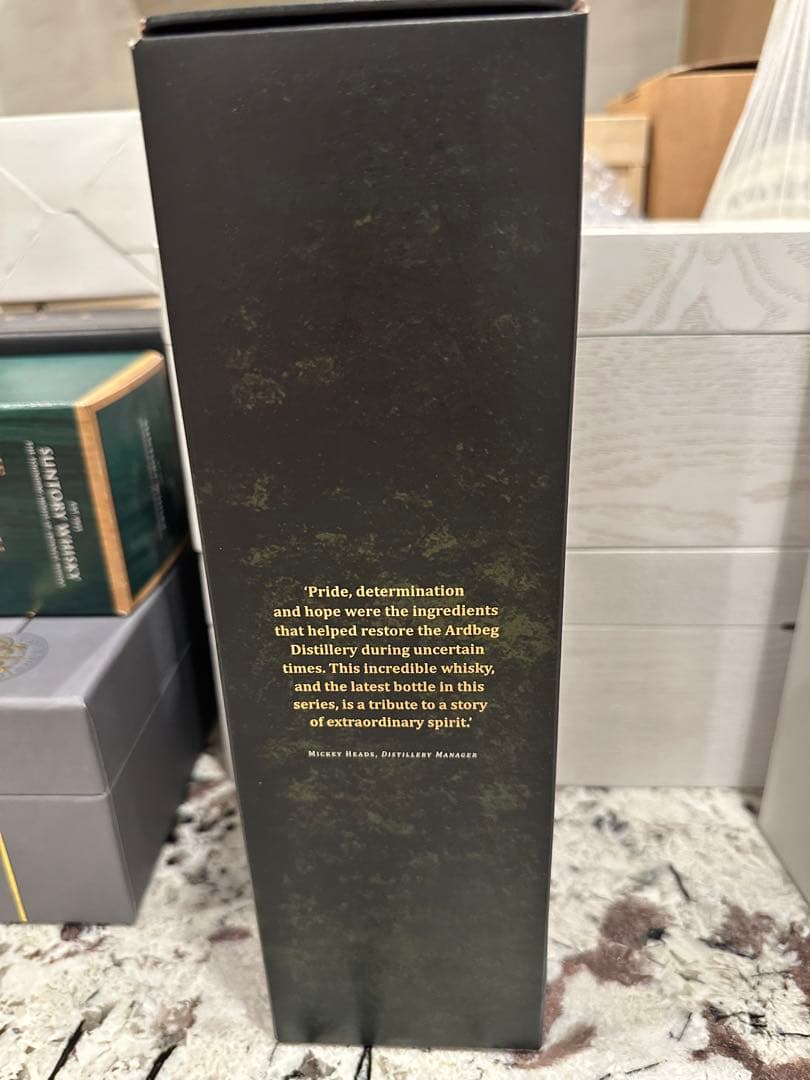 ‘Pride, determination
and hope were the ingredients
that helped restore the Ardbeg
Distillery during uncertain
times. This incredible whisky,
and the latest bottle in this
series, is a tribute to a story
of extraordinary spirit.’
Mickey Heads, Distillery Manager
SUNTORY WHISKY